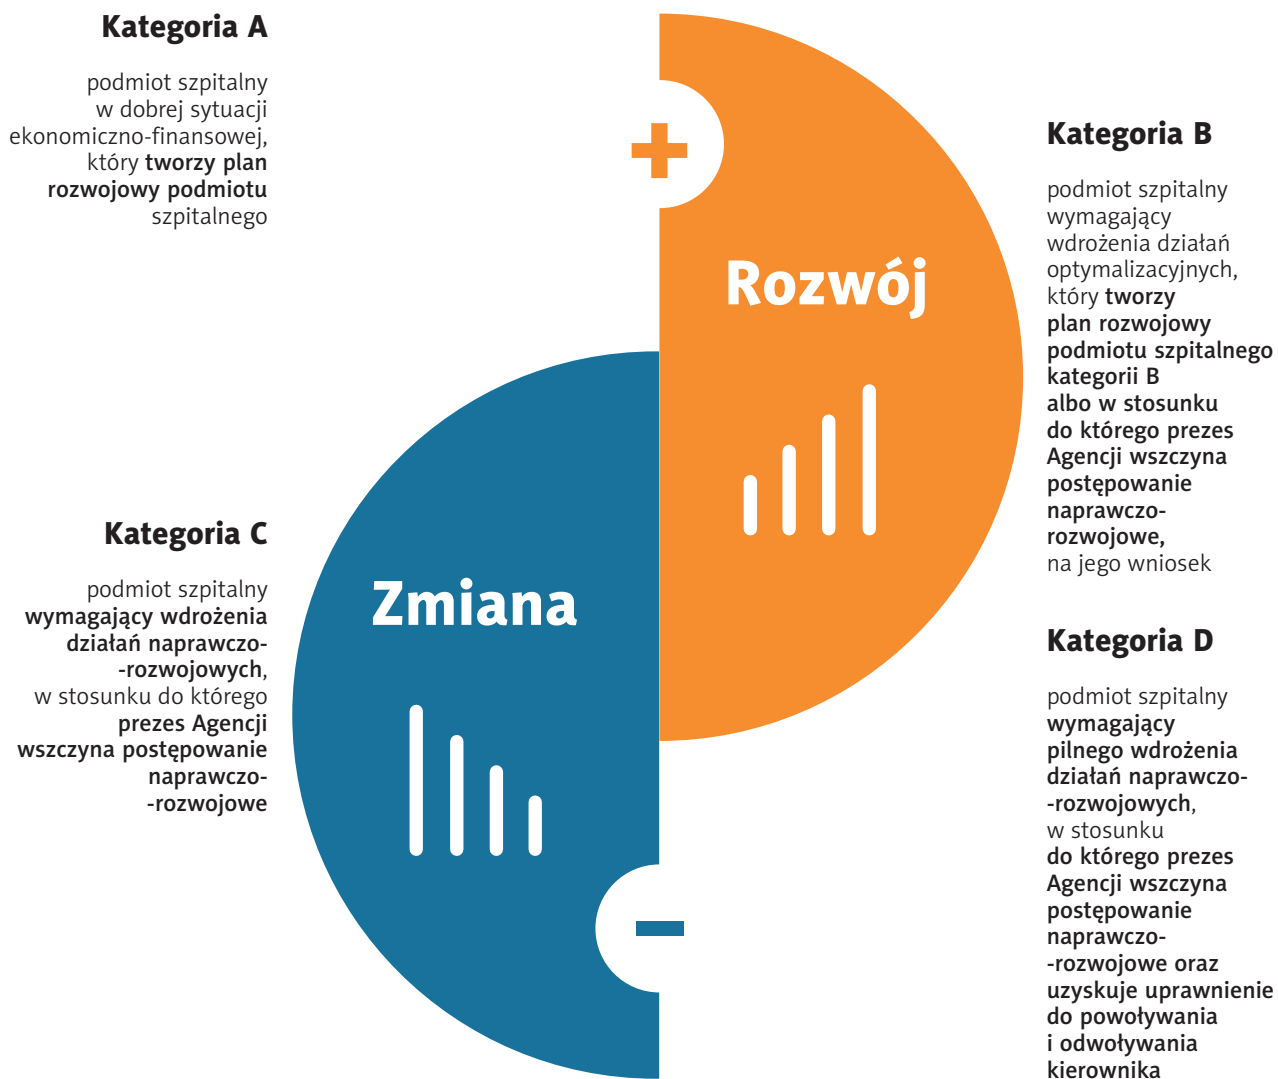 Kategoria A
podmiot szpitalny
w dobrej sytuacji
ekonomiczno-finansowej,
który tworzy plan
rozwojowy podmiotu
szpitalnego
Kategoria B
podmiot szpitalny
wymagający
wdrożenia działań
optymalizacyjnych,
który tworzy
plan rozwojowy
podmiotu szpitalnego
kategorii B
albo w stosunku
do którego prezes
Agencji wszczyna
postępowanie
naprawczo-
rozwojowe,
na jego wniosek
Rozwój
Zmiana
Kategoria C
podmiot szpitalny
wymagający wdrożenia
działań naprawczo-
-rozwojowych,
w stosunku do którego
prezes Agencji
wszczyna postępowanie
naprawczo-
-rozwojowe
Kategoria D
podmiot szpitalny
wymagający
pilnego wdrożenia
działań naprawczo-
-rozwojowych,
w stosunku
do którego prezes
Agencji wszczyna
postępowanie
naprawczo-
-rozwojowe oraz
uzyskuje uprawnienie
do powoływania
i odwoływania
kierownika